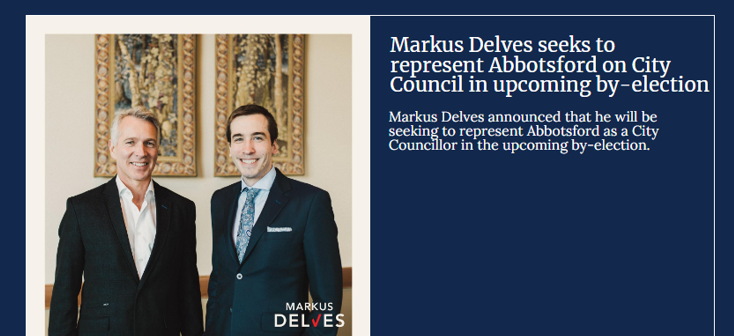 Markus Delves seeks to
represent Abbotsford on City
Council in upcoming by-election
Markus Delves announced that he will be
seeking to represent Abbotsford as a City
Councillor in the upcoming by-election.
MARKUS
DELVES